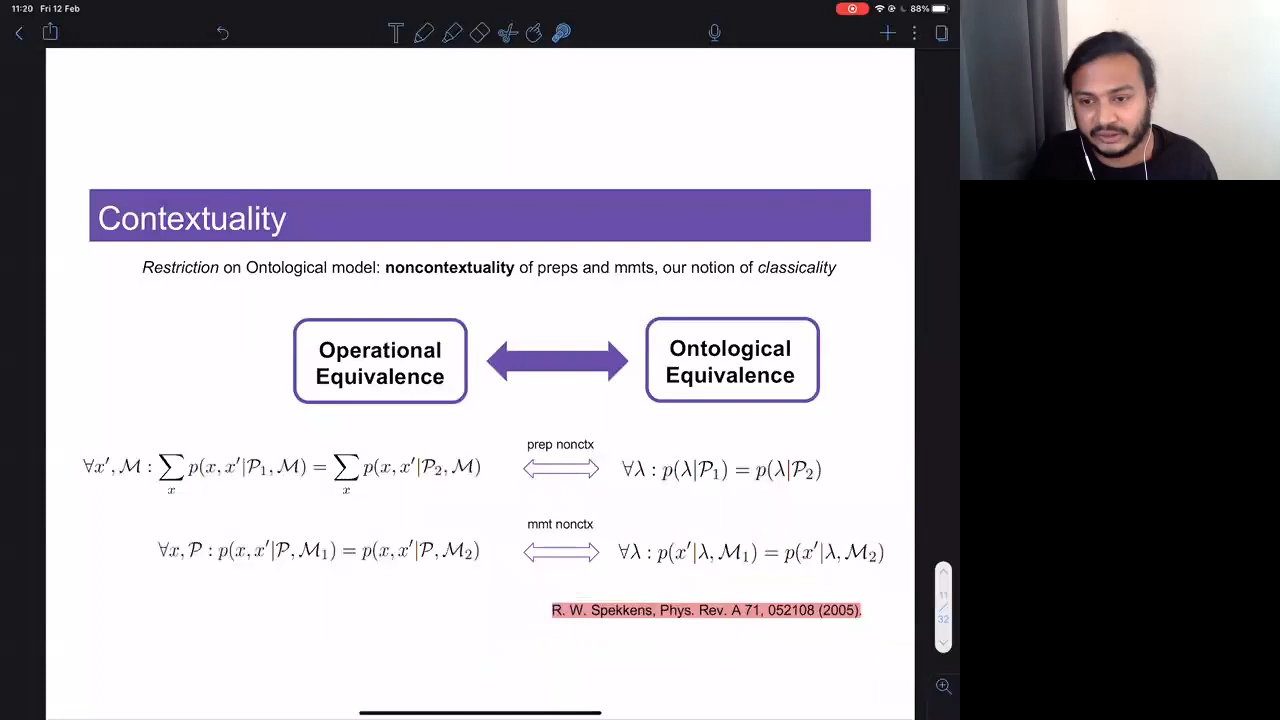 11:20 Fri 12 Feb
88%
Contextuality
Restriction on Ontological model: noncontextuality of preps and mmts, our notion of classicality
Operational
Equivalence
Ontological
Equivalence
prep nonctx
∀x′, ℳ : ∑ₓ p(x, x′|𝒫₁, ℳ) = ∑ₓ p(x, x′|𝒫₂, ℳ)
∀λ : p(λ|𝒫₁) = p(λ|𝒫₂)
mmt nonctx
∀x, 𝒫 : p(x, x′|𝒫, ℳ₁) = p(x, x′|𝒫, ℳ₂)
∀λ : p(x′|λ, ℳ₁) = p(x′|λ, ℳ₂)
R. W. Spekkens, Phys. Rev. A 71, 052108 (2005).
11
/
32